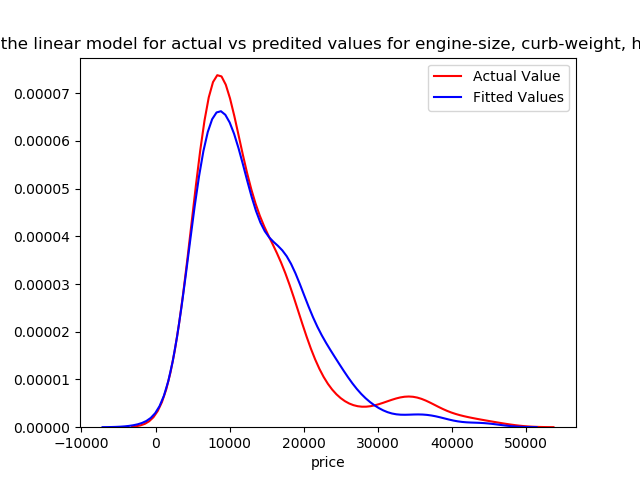 the linear model for actual vs predited values for engine-size, curb-weight, h
Actual Value
Fitted Values
0.00007
0.00006
0.00005
0.00004
0.00003
0.00002
0.00001
0.00000
−10000 0 10000 20000 30000 40000 50000
price